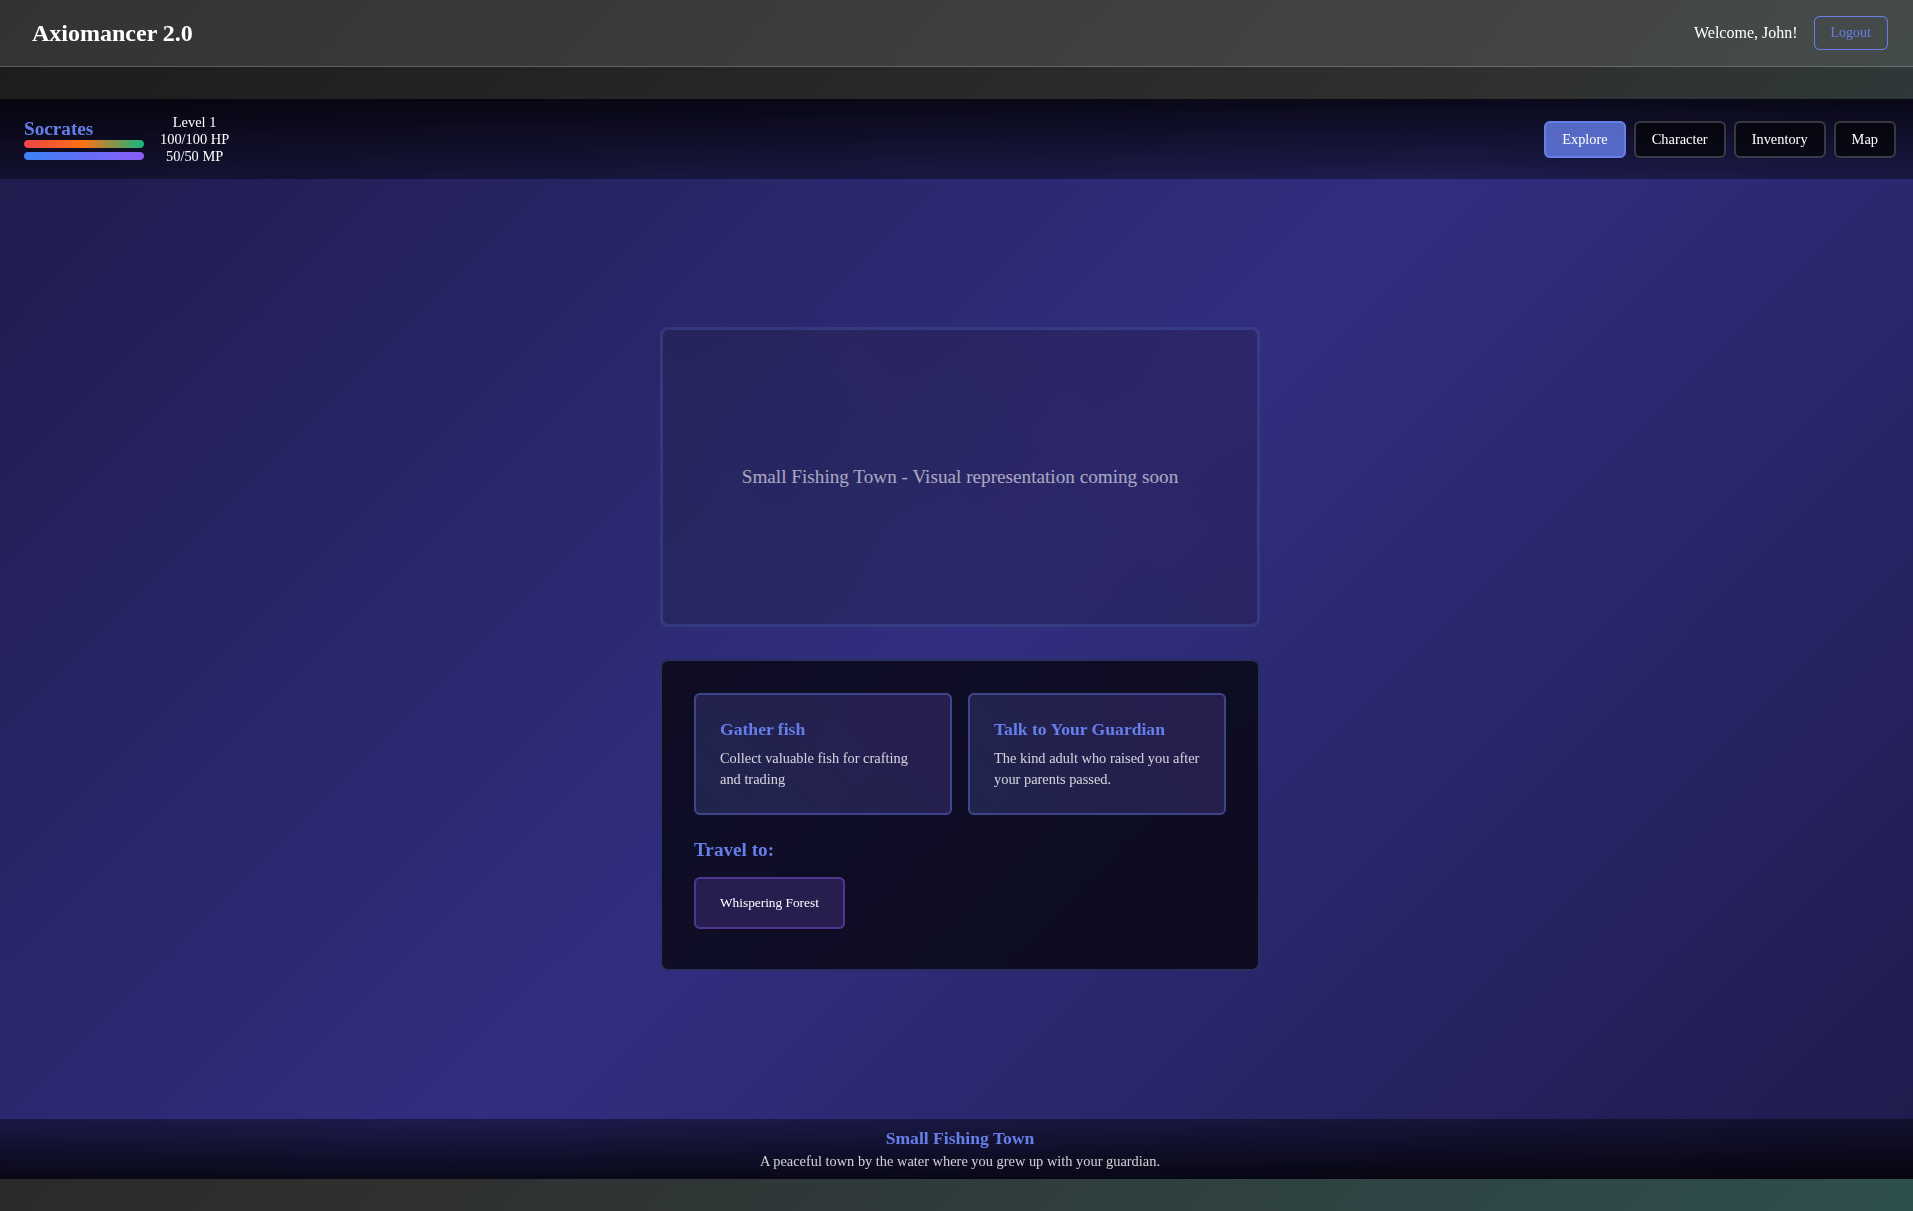 Axiomancer 2.0
Welcome, John!
Logout
Socrates
Level 1
100/100 HP
50/50 MP
Explore
Character
Inventory
Map
Small Fishing Town - Visual representation coming soon
Gather fish
Collect valuable fish for crafting
and trading
Talk to Your Guardian
The kind adult who raised you after
your parents passed.
Travel to:
Whispering Forest
Small Fishing Town
A peaceful town by the water where you grew up with your guardian.